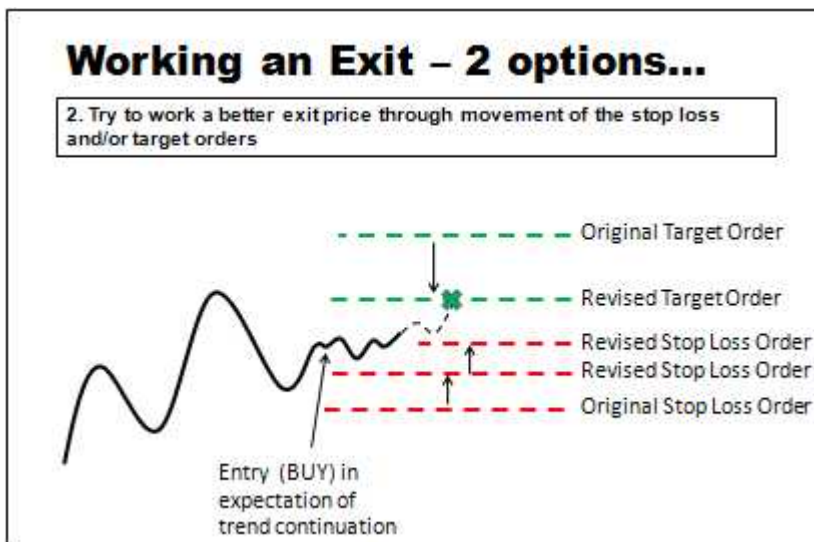 Working an Exit – 2 options...
2. Try to work a better exit price through movement of the stop loss
and/or target orders
Original Target Order
Revised Target Order
Revised Stop Loss Order
Revised Stop Loss Order
Original Stop Loss Order
Entry (BUY) in
expectation of
trend continuation